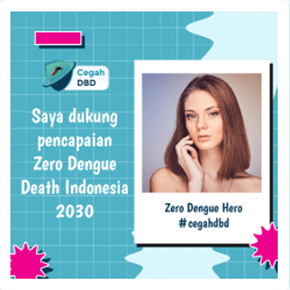 Cegah
DBD
Saya dukung
pencapaian
Zero Dengue
Death Indonesia
2030
Zero Dengue Hero
#cegahdbd